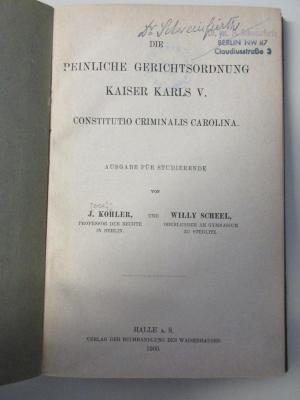 Dr. Schweinfurth
BERLIN NW 87
Claudiusstraße 3
DIE
PEINLICHE GERICHTSORDNUNG
KAISER KARLS V.
CONSTITUTIO CRIMINALIS CAROLINA.
AUSGABE FÜR STUDIERENDE
VON
J. KOHLER, UND WILLY SCHEEL,
PROFESSOR DER RECHTE OBERLEHRER AM GYMNASIUM
IN BERLIN. ZU STEGLITZ.
HALLE A. S.
VERLAG DER BUCHHANDLUNG DES WAISENHAUSES
1900.